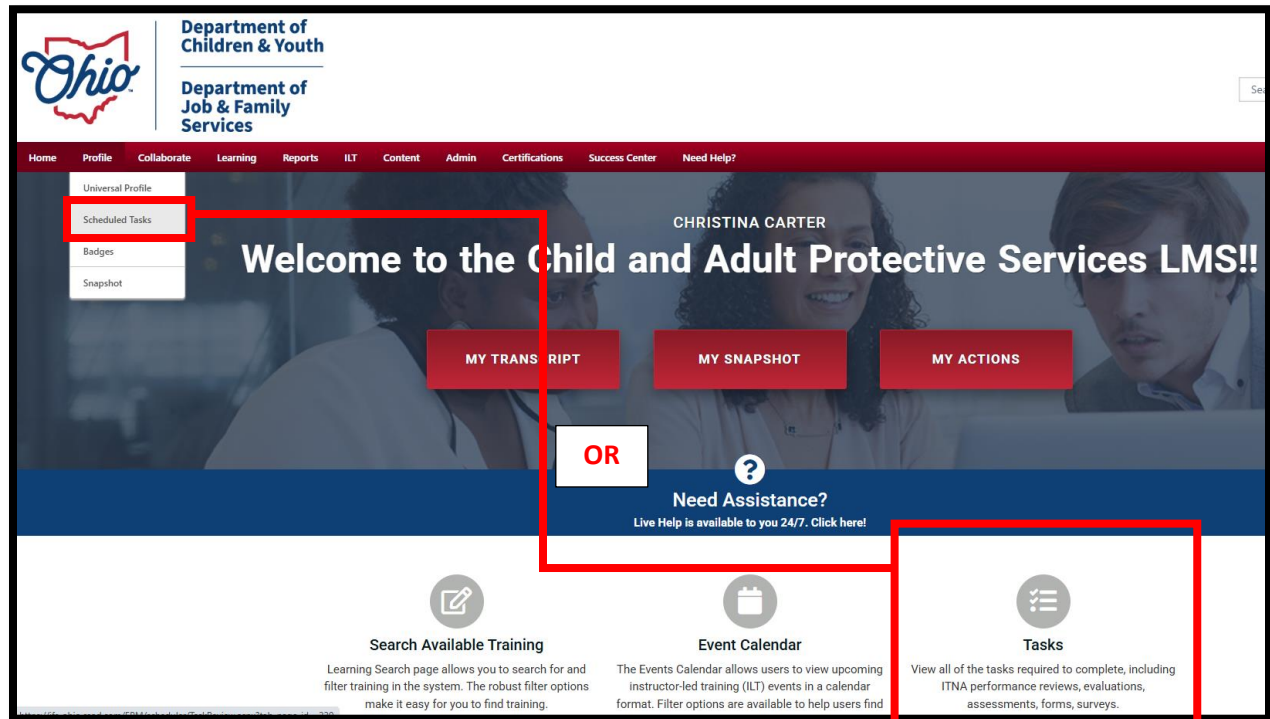 Ohio
Department of
Children & Youth
Department of
Job & Family
Services
Home Profile Collaborate Learning Reports ILT Content Admin Certifications Success Center Need Help?
Universal Profile
Scheduled Tasks
Badges
Snapshot
CHRISTINA CARTER
Welcome to the Child and Adult Protective Services LMS!!
MY TRANSCRIPT MY SNAPSHOT MY ACTIONS
OR
?
Need Assistance?
Live Help is available to you 24/7. Click here!
Search Available Training
Learning Search page allows you to search for and
filter training in the system. The robust filter options
make it easy for you to find training.
Event Calendar
The Events Calendar allows users to view upcoming
instructor-led training (ILT) events in a calendar
format. Filter options are available to help users find
Tasks
View all of the tasks required to complete, including
ITNA performance reviews, evaluations,
assessments, forms, surveys.